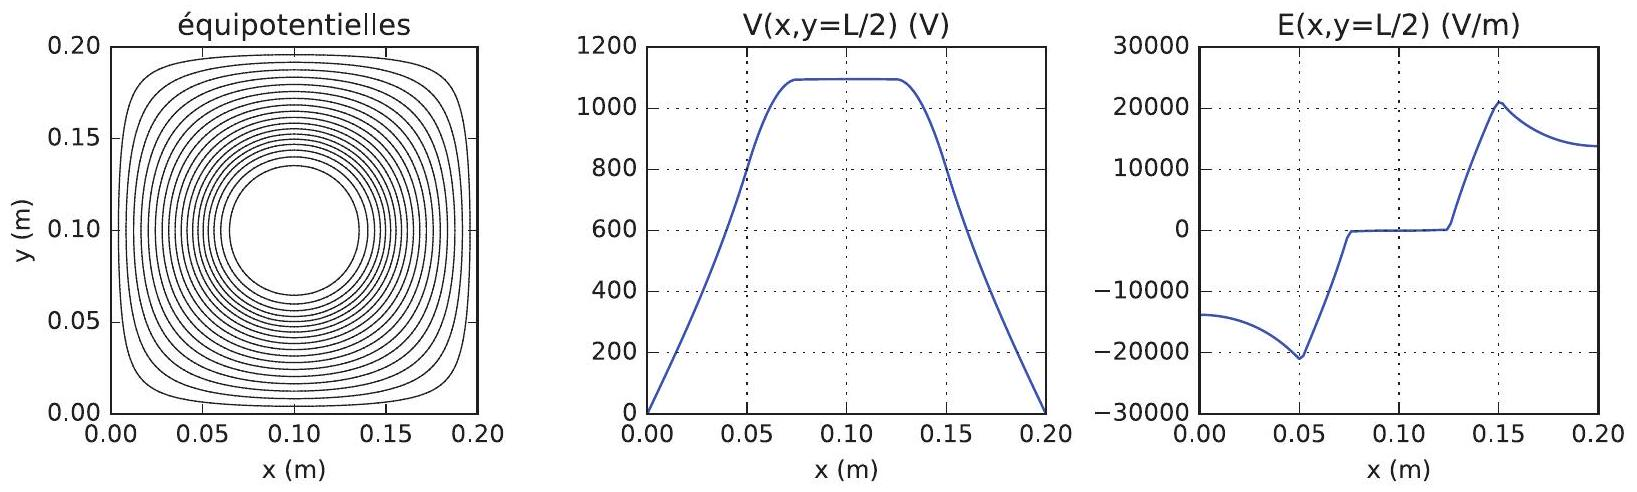 équipotentielles
0.20
0.15
0.10
0.05
0.00
y (m)
0.00 0.05 0.10 0.15 0.20
x (m)
V(x,y=L/2) (V)
1200
1000
800
600
400
200
0
0.00 0.05 0.10 0.15 0.20
x (m)
E(x,y=L/2) (V/m)
30000
20000
10000
0
−10000
−20000
−30000
0.00 0.05 0.10 0.15 0.20
x (m)